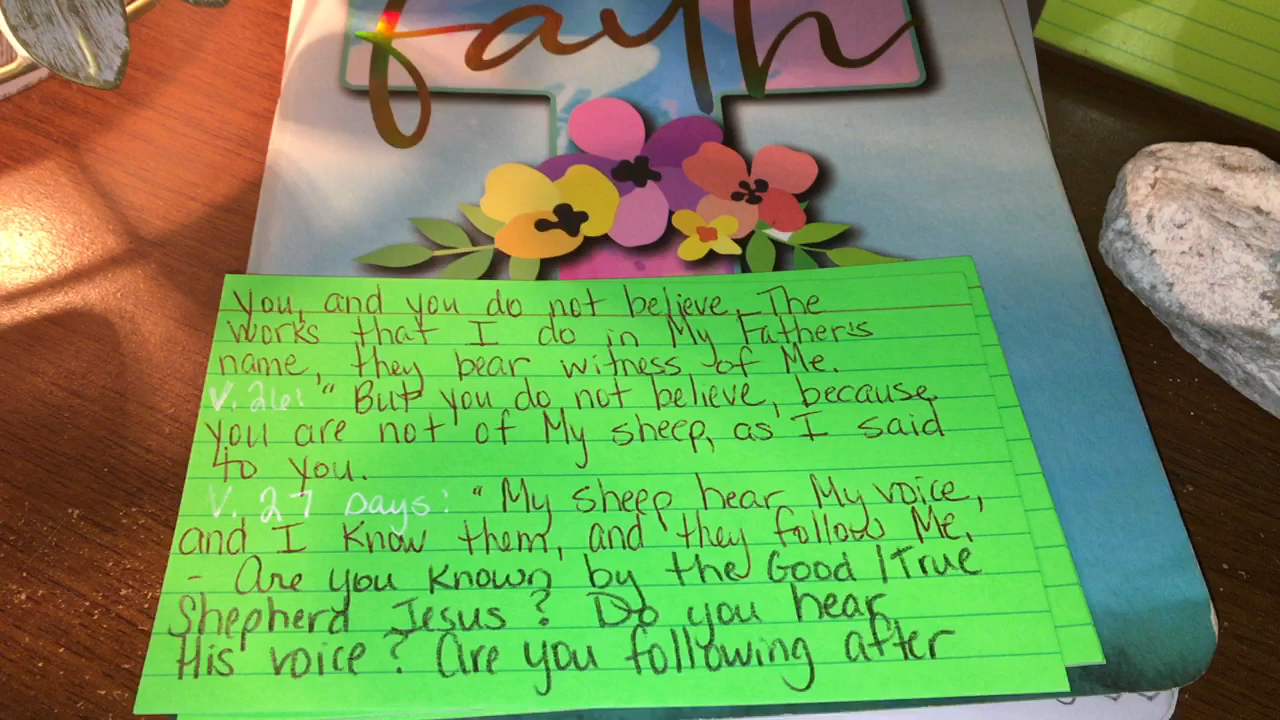 faith
you, and you do not believe. The
works that I do in My Father's
name, they bear witness of Me.
V. 26: "But you do not believe, because
you are not of My sheep, as I said
to you.
V. 27 Days: "My sheep hear My voice,
and I know them, and they follow Me.
- Are you known by the Good /True
Shepherd Jesus? Do you hear
His voice? Are you following after